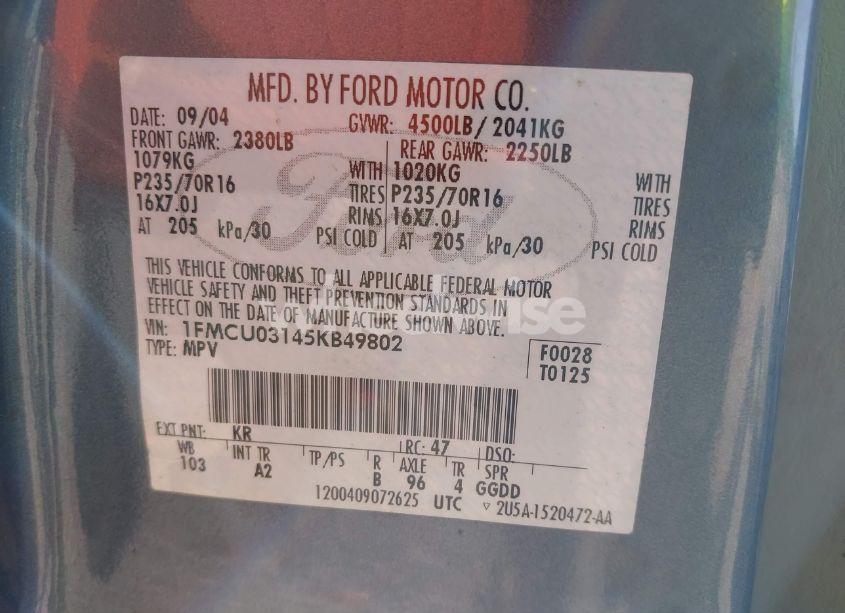 MFD. BY FORD MOTOR CO.
DATE: 09/04 GVWR: 4500LB/ 2041KG
FRONT GAWR: 2380LB REAR GAWR: 2250LB
1079KG WITH 1020KG WITH
P235/70R16 TIRES P235/70R16 TIRES
16X7.0J RIMS 16X7.0J RIMS
AT 205 kPa/30 PSI COLD AT 205 kPa/30 PSI COLD
Ford
THIS VEHICLE CONFORMS TO ALL APPLICABLE FEDERAL MOTOR
VEHICLE SAFETY AND THEFT PREVENTION STANDARDS IN
EFFECT ON THE DATE OF MANUFACTURE SHOWN ABOVE.
VIN: 1FMCU03145KB49802
TYPE: MPV
F0028
T0125
EXT PNT: KR RC: 47 DSO:
WB INT TR TP/PS R AXLE TR SPR
103 A2 B 96 4 GGDD
1200409072625 UTC ▿ 2U5A-1520472-AA